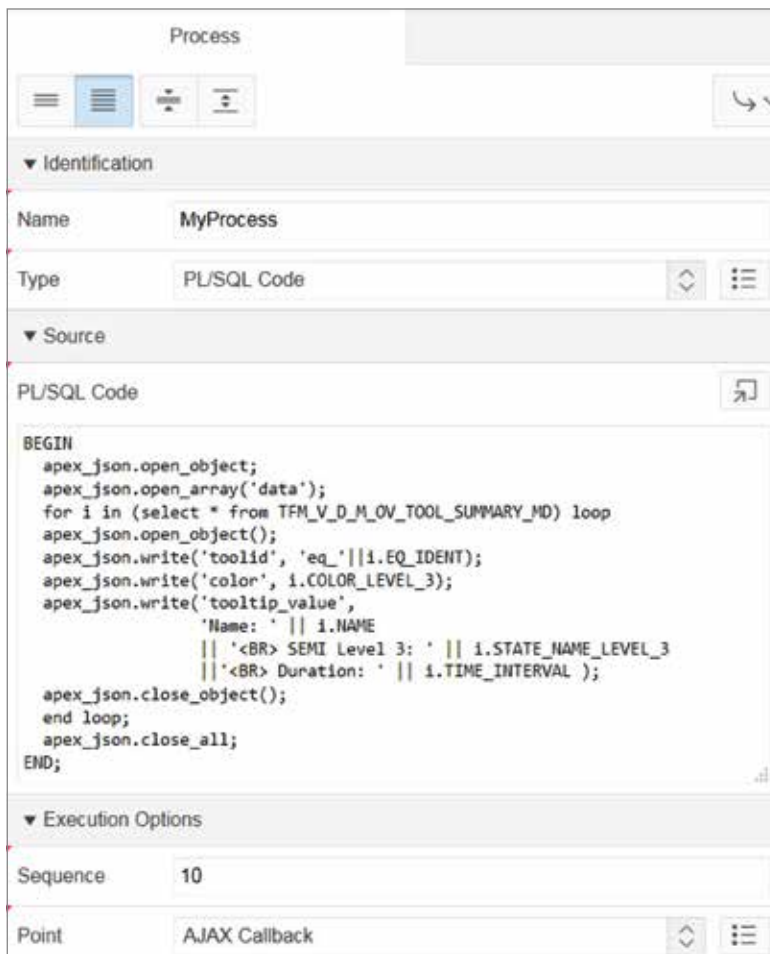 Process
Identification
Name MyProcess
Type PL/SQL Code
Source
PL/SQL Code
BEGIN
  apex_json.open_object;
  apex_json.open_array('data');
  for i in (select * from TFM_V_D_M_OV_TOOL_SUMMARY_MD) loop
  apex_json.open_object();
  apex_json.write('toolid', 'eq_'||i.EQ_IDENT);
  apex_json.write('color', i.COLOR_LEVEL_3);
  apex_json.write('tooltip_value',
                'Name: ' || i.NAME
                || '<BR> SEMI Level 3: ' || i.STATE_NAME_LEVEL_3
                ||'<BR> Duration: ' || i.TIME_INTERVAL );
  apex_json.close_object();
  end loop;
  apex_json.close_all;
END;
Execution Options
Sequence 10
Point AJAX Callback